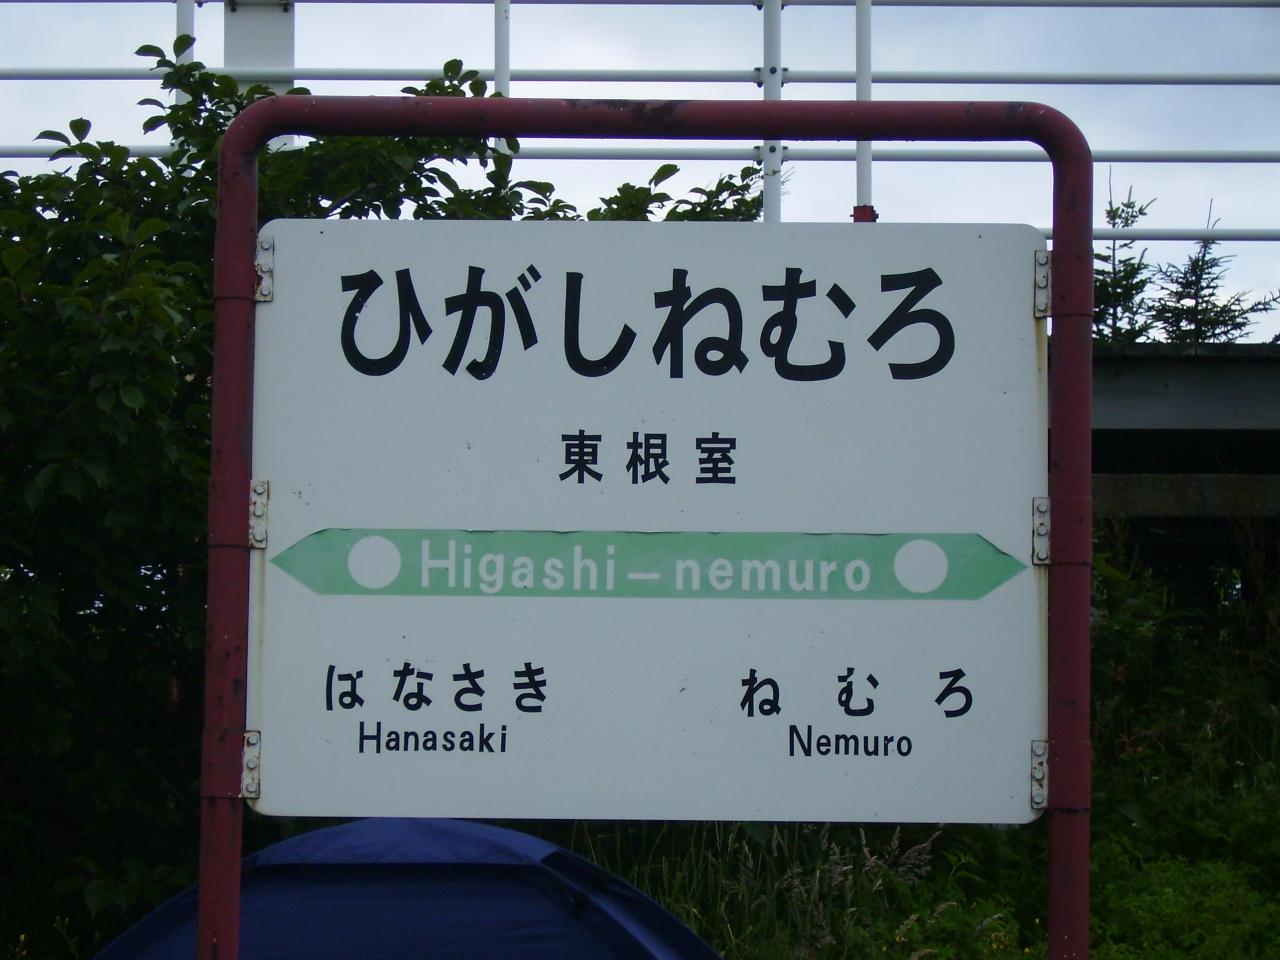 ひがしねむろ
東根室
Higashi-nemuro
はなさき ねむろ
Hanasaki Nemuro